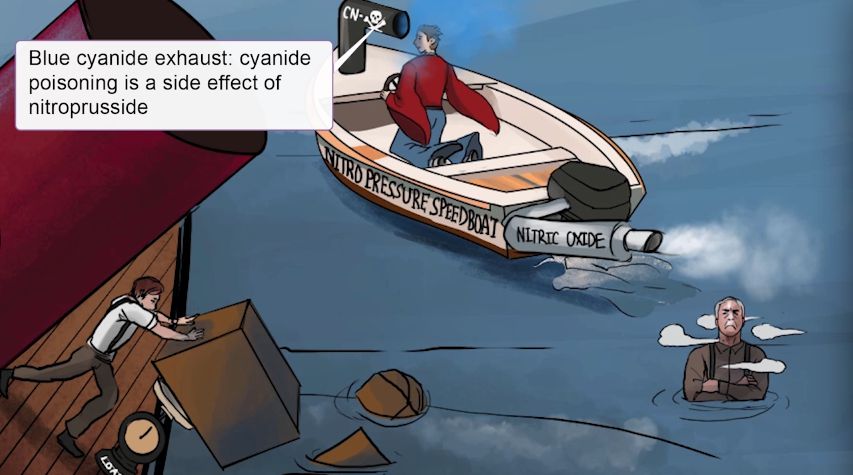 CN-
Blue cyanide exhaust: cyanide
poisoning is a side effect of
nitroprusside
NITRO PRESSURE SPEEDBOAT
NITRIC OXIDE